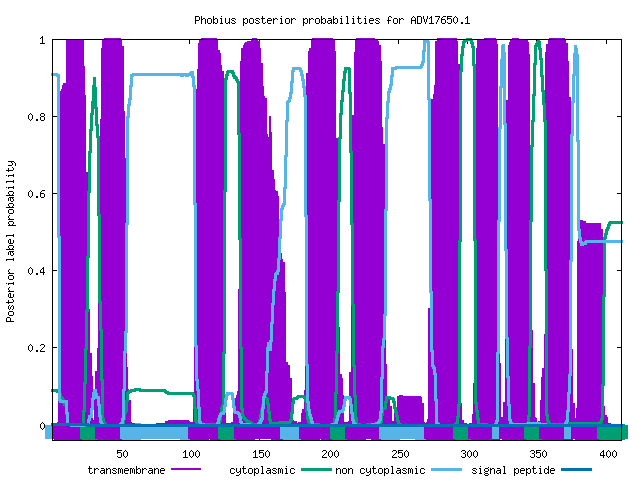 Phobius posterior probabilities for ADV17650.1
Posterior label probability
1
0.8
0.6
0.4
0.2
0
50 100 150 200 250 300 350 400
transmembrane cytoplasmic non cytoplasmic signal peptide